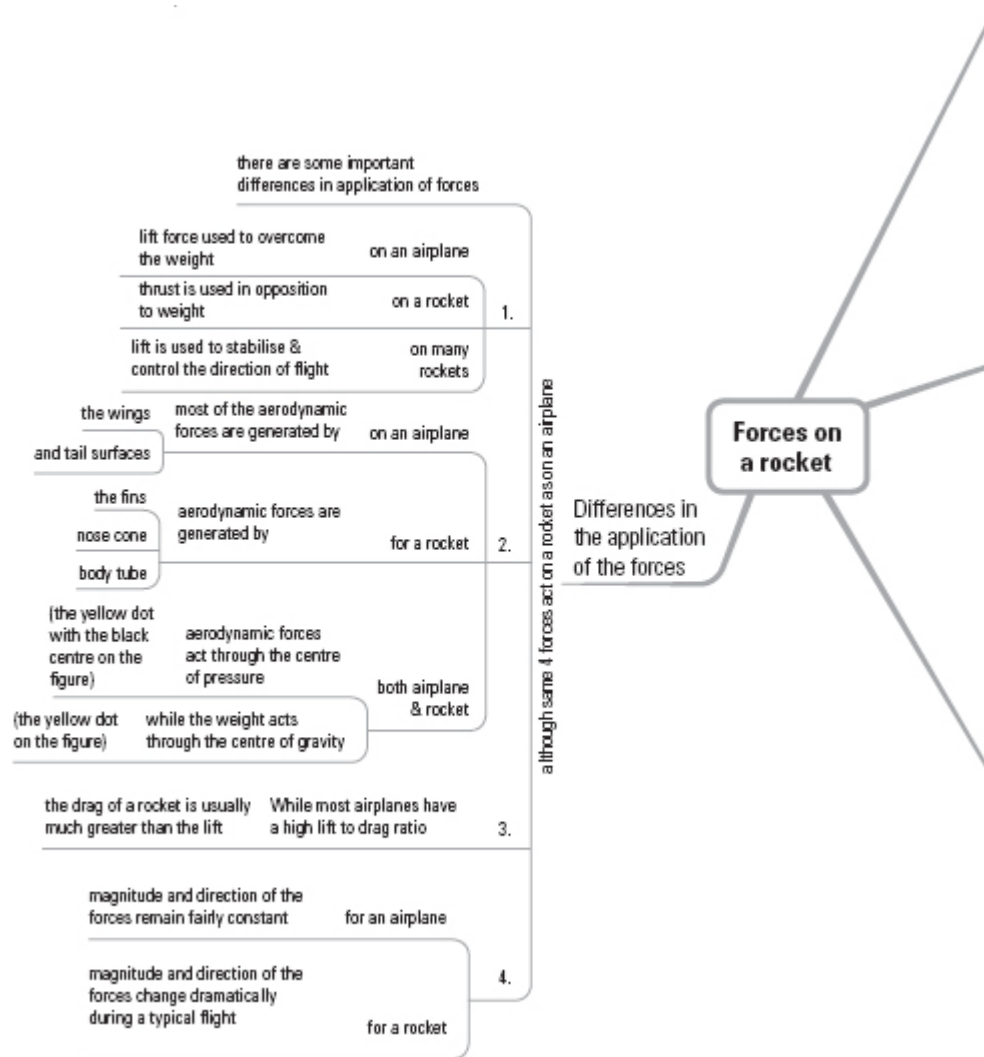 there are some important
differences in application of forces
lift force used to overcome
the weight
on an airplane
thrust is used in opposition
to weight
on a rocket
1.
lift is used to stabilise &
control the direction of flight
on many
rockets
the wings
and tail surfaces
most of the aerodynamic
forces are generated by
on an airplane
the fins
nose cone
body tube
aerodynamic forces are
generated by
for a rocket
2.
(the yellow dot
with the black
centre on the
figure)
aerodynamic forces
act through the centre
of pressure
both airplane
& rocket
(the yellow dot
on the figure)
while the weight acts
through the centre of gravity
the drag of a rocket is usually
much greater than the lift
While most airplanes have
a high lift to drag ratio
3.
magnitude and direction of the
forces remain fairly constant
for an airplane
4.
magnitude and direction of the
forces change dramatically
during a typical flight
for a rocket
although same 4 forces act on a rocket as on an airplane
Differences in
the application
of the forces
Forces on
a rocket